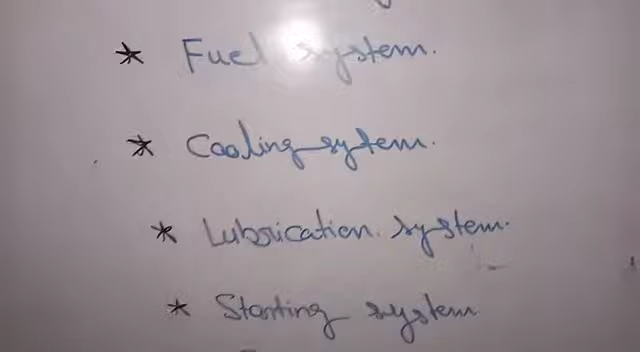 * Fuel system.
* Cooling system.
* Lubrication. system.
* Starting system